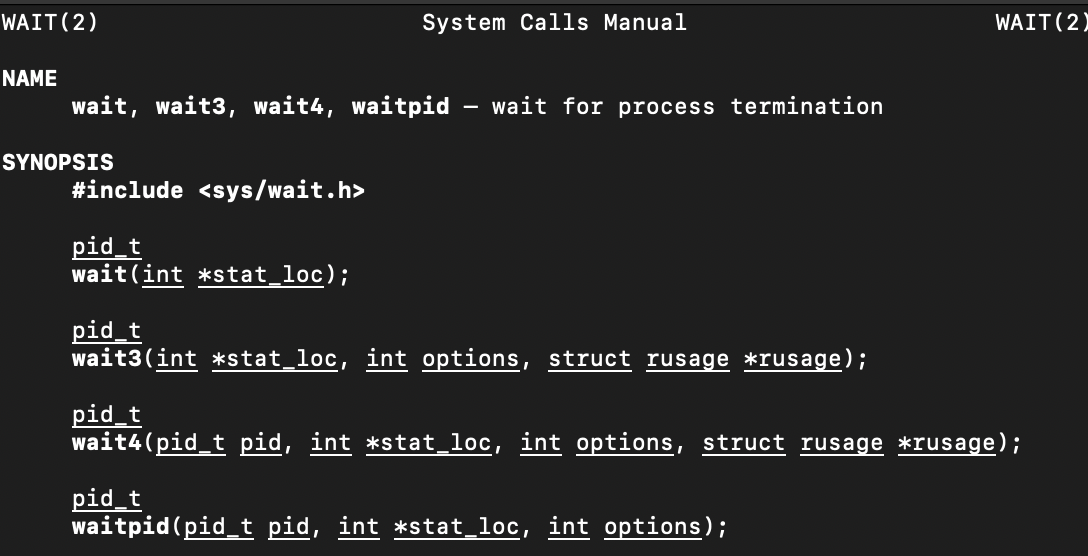 WAIT(2) System Calls Manual WAIT(2)
NAME
wait, wait3, wait4, waitpid – wait for process termination
SYNOPSIS
#include <sys/wait.h>
pid_t
wait(int *stat_loc);
pid_t
wait3(int *stat_loc, int options, struct rusage *rusage);
pid_t
wait4(pid_t pid, int *stat_loc, int options, struct rusage *rusage);
pid_t
waitpid(pid_t pid, int *stat_loc, int options);